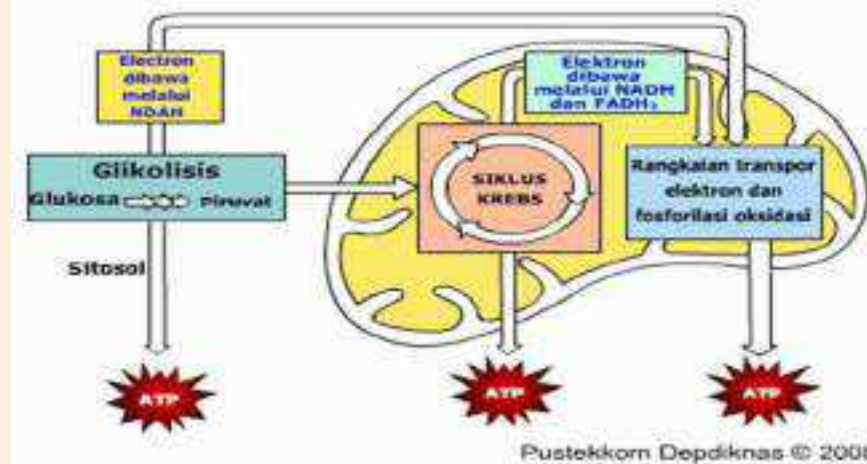 Electron
dibawa
melalui
NDAH
Elektron
dibawa
melalui NADH
dan FADH₂
Glikolisis
Glukosa Piruvat
SIKLUS
KREBS
Rangkaian transpor
elektron dan
fosforilasi oksidasi
Sitosol
ATP
ATP
ATP
Pustekkom Depdiknas © 2008